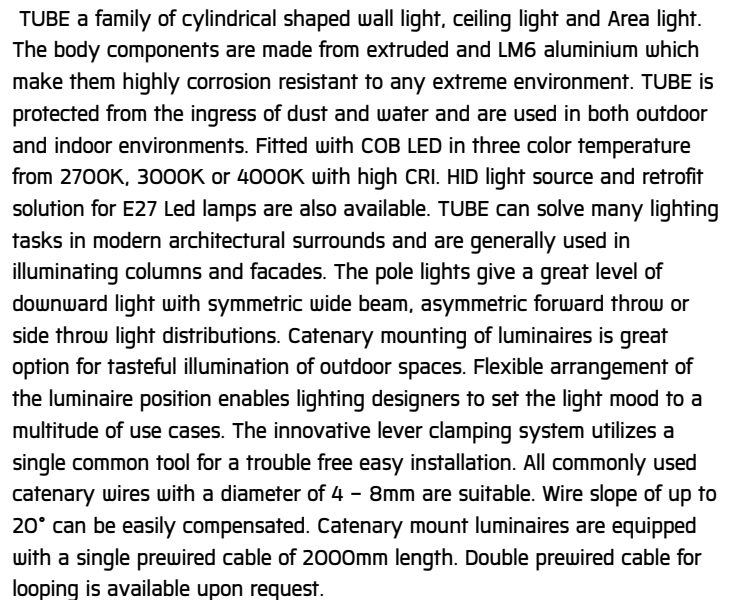 TUBE a family of cylindrical shaped wall light, ceiling light and Area light.
The body components are made from extruded and LM6 aluminium which
make them highly corrosion resistant to any extreme environment. TUBE is
protected from the ingress of dust and water and are used in both outdoor
and indoor environments. Fitted with COB LED in three color temperature
from 2700K, 3000K or 4000K with high CRI. HID light source and retrofit
solution for E27 Led lamps are also available. TUBE can solve many lighting
tasks in modern architectural surrounds and are generally used in
illuminating columns and facades. The pole lights give a great level of
downward light with symmetric wide beam, asymmetric forward throw or
side throw light distributions. Catenary mounting of luminaires is great
option for tasteful illumination of outdoor spaces. Flexible arrangement of
the luminaire position enables lighting designers to set the light mood to a
multitude of use cases. The innovative lever clamping system utilizes a
single common tool for a trouble free easy installation. All commonly used
catenary wires with a diameter of 4 – 8mm are suitable. Wire slope of up to
20° can be easily compensated. Catenary mount luminaires are equipped
with a single prewired cable of 2000mm length. Double prewired cable for
looping is available upon request.